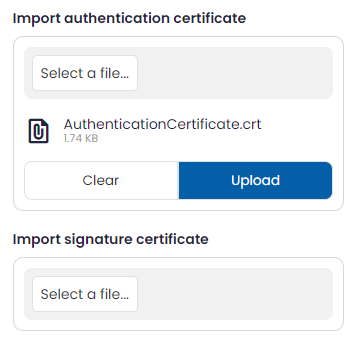 Import authentication certificate
Select a file...
AuthenticationCertificate.crt
1.74 KB
Clear Upload
Import signature certificate
Select a file...